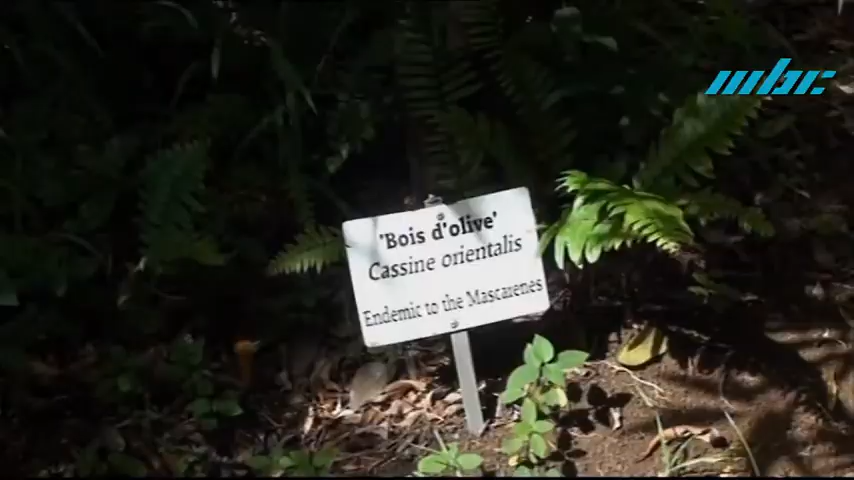 mbc
'Bois d'olive'
Cassine orientalis
Endemic to the Mascarenes